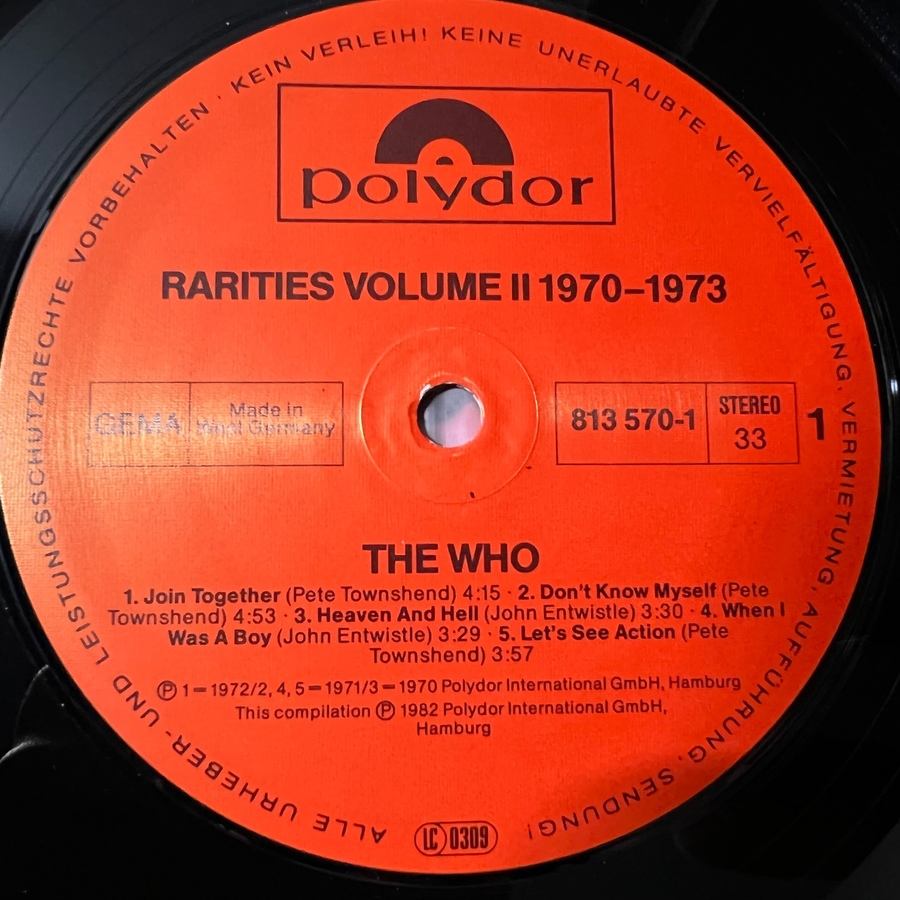 ALLE URHEBER- UND LEISTUNGSSCHUTZRECHTE VORBEHALTEN · KEIN VERLEIH! KEINE UNERLAUBTE VERVIELFÄLTIGUNG, VERMIETUNG, AUFFÜHRUNG, SENDUNG!
polydor
RARITIES VOLUME II 1970–1973
GEMA
Made in
West Germany
813 570-1
STEREO
33
1
THE WHO
1. Join Together (Pete Townshend) 4:15 · 2. Don't Know Myself (Pete
Townshend) 4:53 · 3. Heaven And Hell (John Entwistle) 3:30 · 4. When I
Was A Boy (John Entwistle) 3:29 · 5. Let's See Action (Pete
Townshend) 3:57
Ⓟ 1–1972/2, 4, 5–1971/3–1970 Polydor International GmbH, Hamburg
This compilation Ⓟ 1982 Polydor International GmbH,
Hamburg
LC 0309